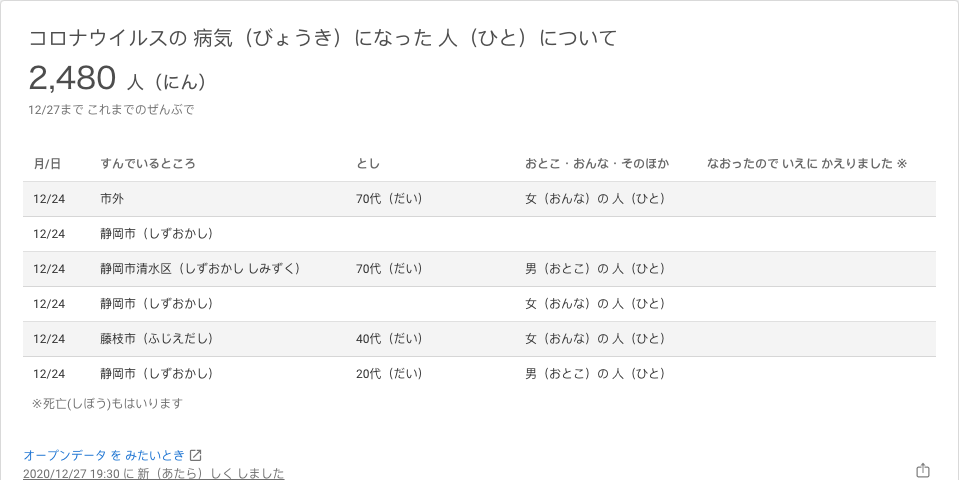 コロナウイルスの 病気（びょうき）になった 人（ひと）について
2,480 人（にん）
12/27まで これまでのぜんぶで
月/日 すんでいるところ とし おとこ・おんな・そのほか なおったので いえに かえりました ※
12/24 市外 70代（だい） 女（おんな）の 人（ひと）
12/24 静岡市（しずおかし）
12/24 静岡市清水区（しずおかし しみずく） 70代（だい） 男（おとこ）の 人（ひと）
12/24 静岡市（しずおかし） 女（おんな）の 人（ひと）
12/24 藤枝市（ふじえだし） 40代（だい） 女（おんな）の 人（ひと）
12/24 静岡市（しずおかし） 20代（だい） 男（おとこ）の 人（ひと）
※死亡(しぼう)もはいります
オープンデータ を みたいとき
2020/12/27 19:30 に 新（あたら）しく しました